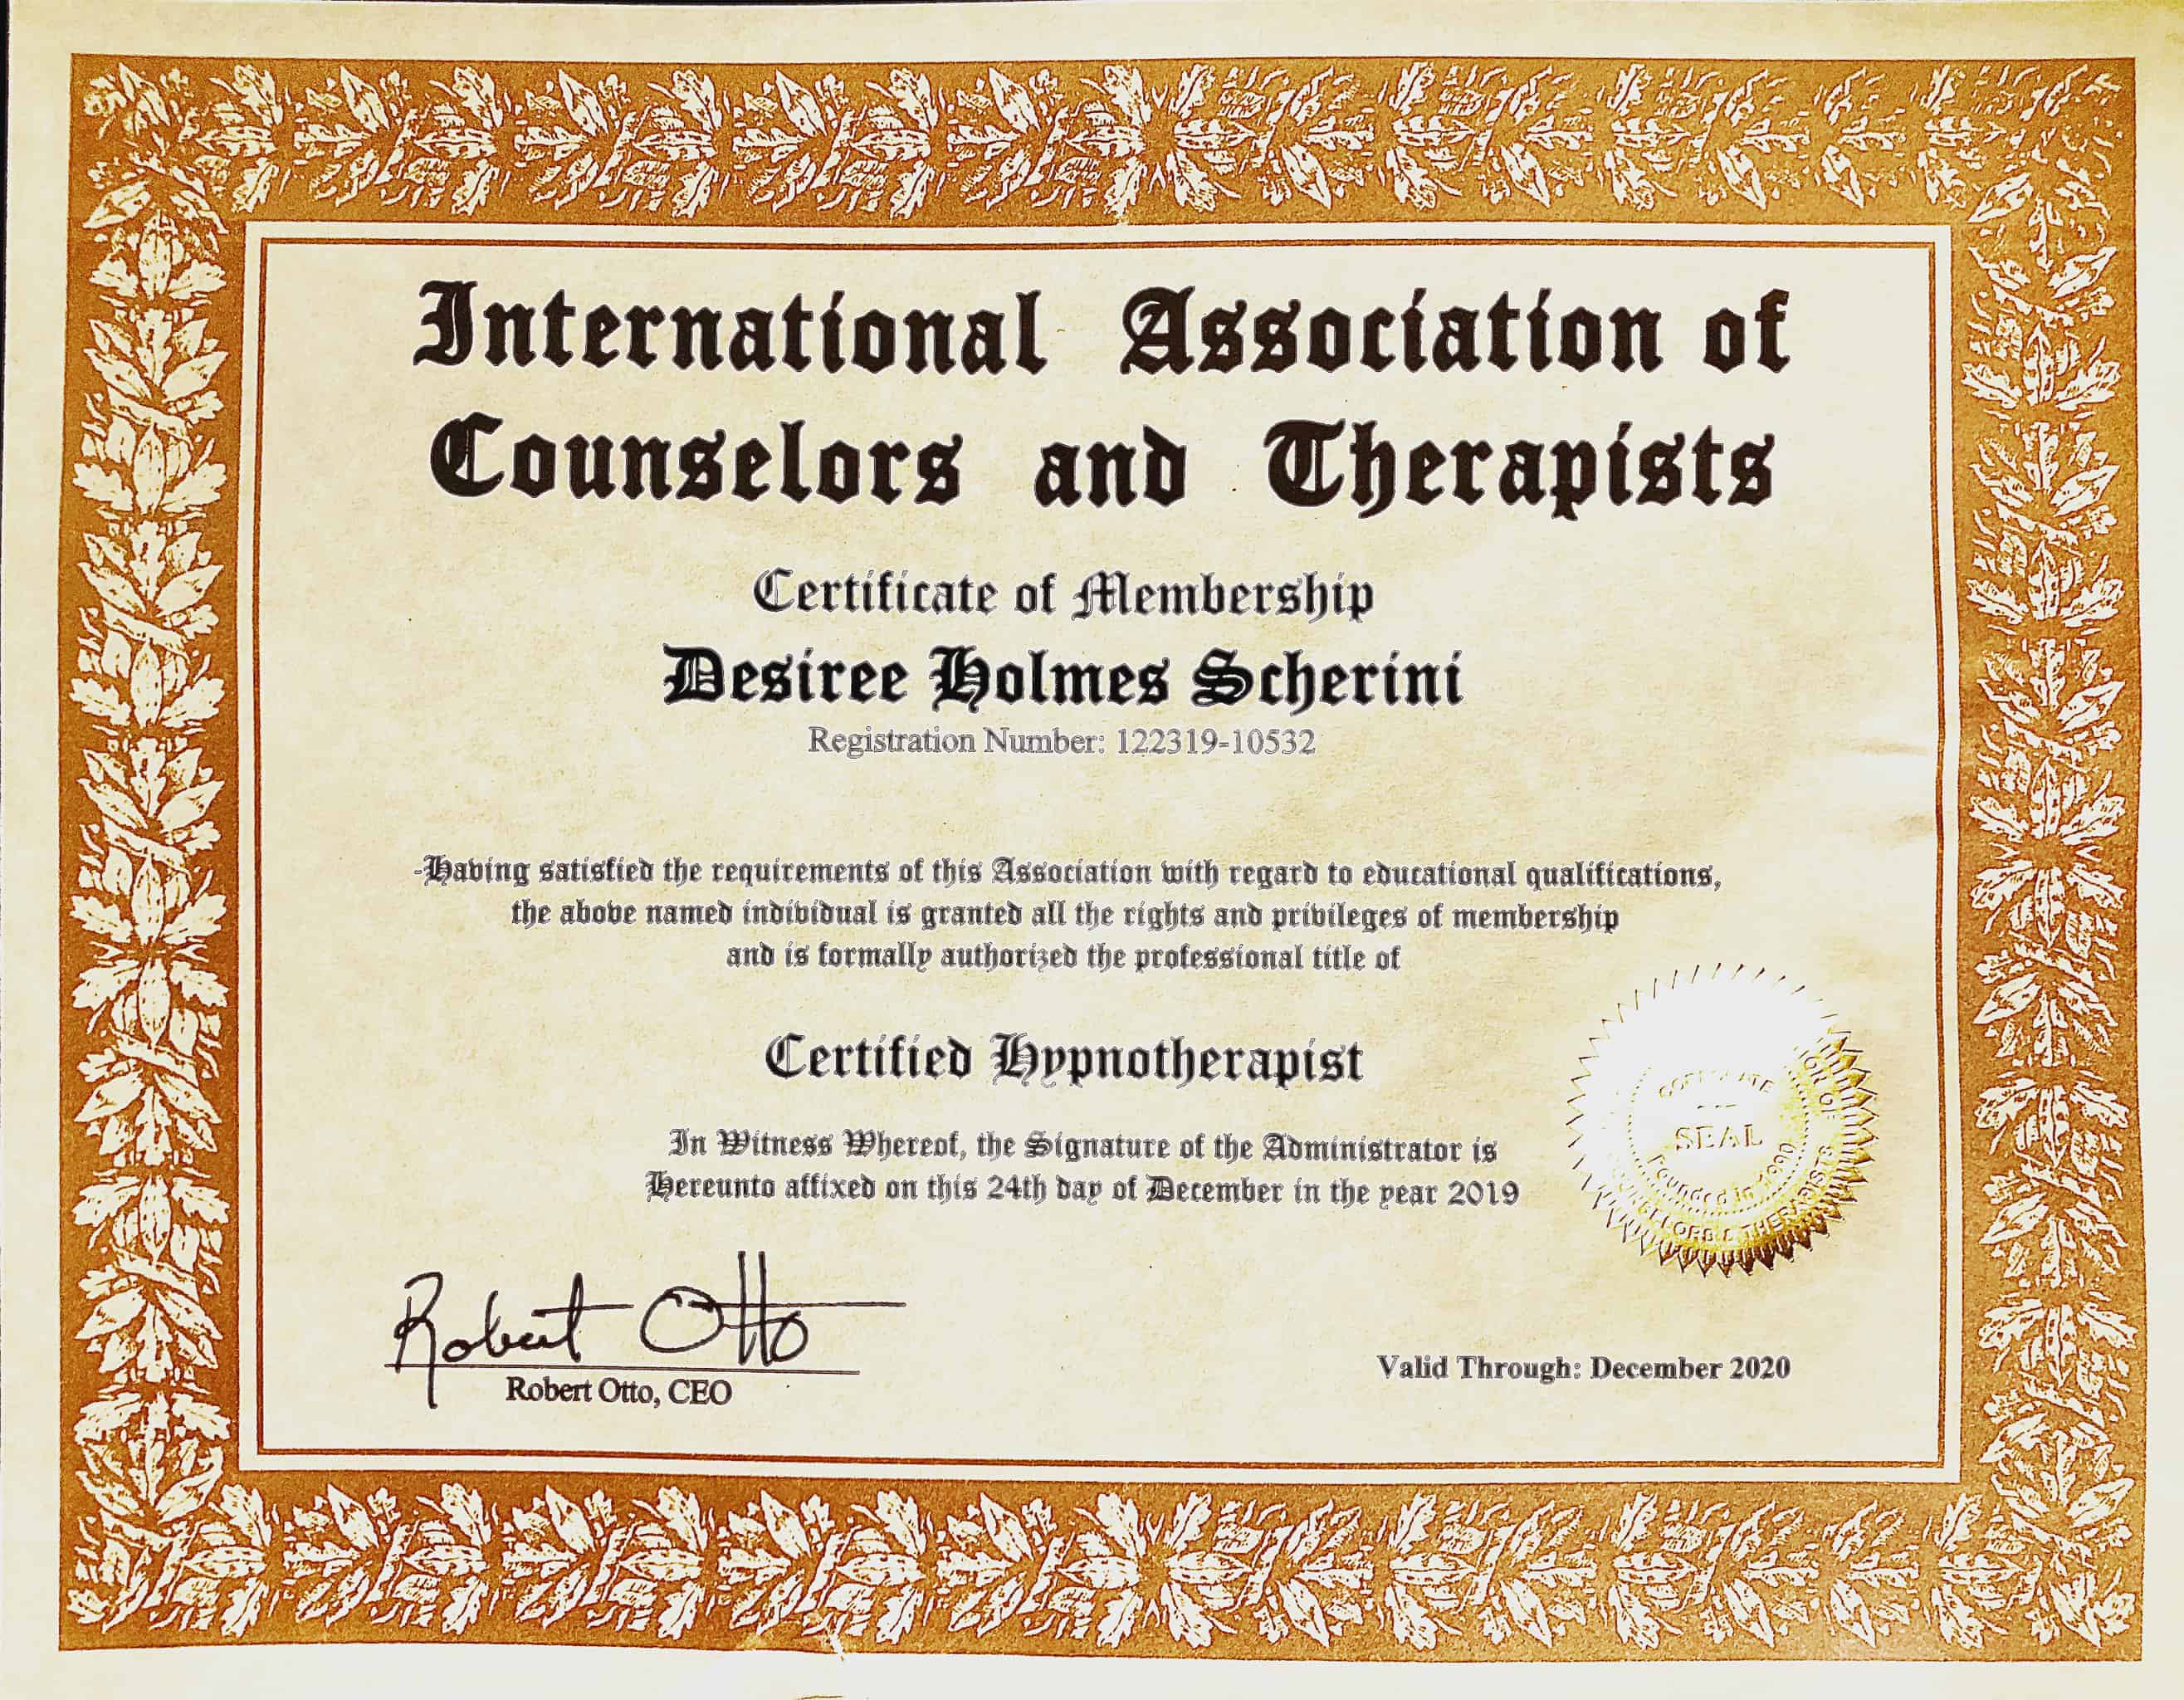 International Association of
Counselors and Therapists
Certificate of Membership
Desiree Holmes Scherini
Registration Number: 122319-10532
-Having satisfied the requirements of this Association with regard to educational qualifications,
the above named individual is granted all the rights and privileges of membership
and is formally authorized the professional title of
Certified Hypnotherapist
In Witness Whereof, the Signature of the Administrator is
Hereunto affixed on this 24th day of December in the year 2019
SEAL
Founded in 1990
THERAPISTS
Robert Otto
Robert Otto, CEO
Valid Through: December 2020